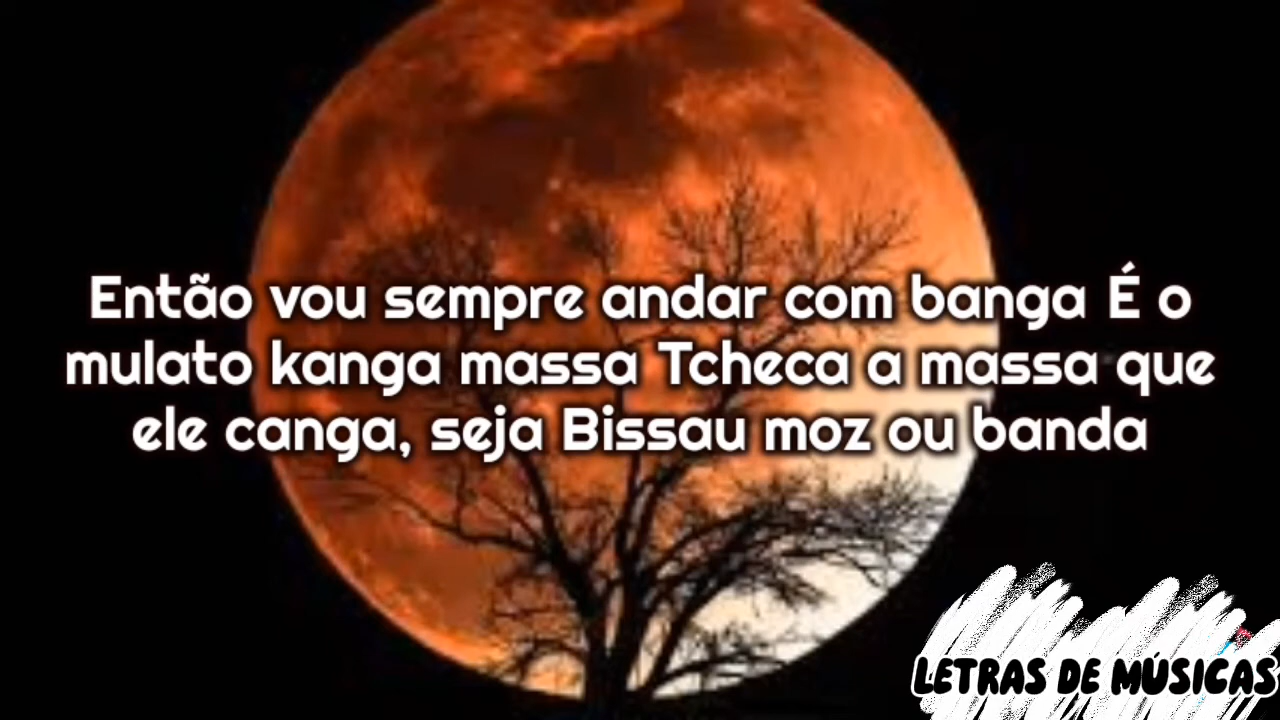 Então vou sempre andar com banga É o
mulato kanga massa Tcheca a massa que
ele canga, seja Bissau moz ou banda
LETRAS DE MÚSICAS